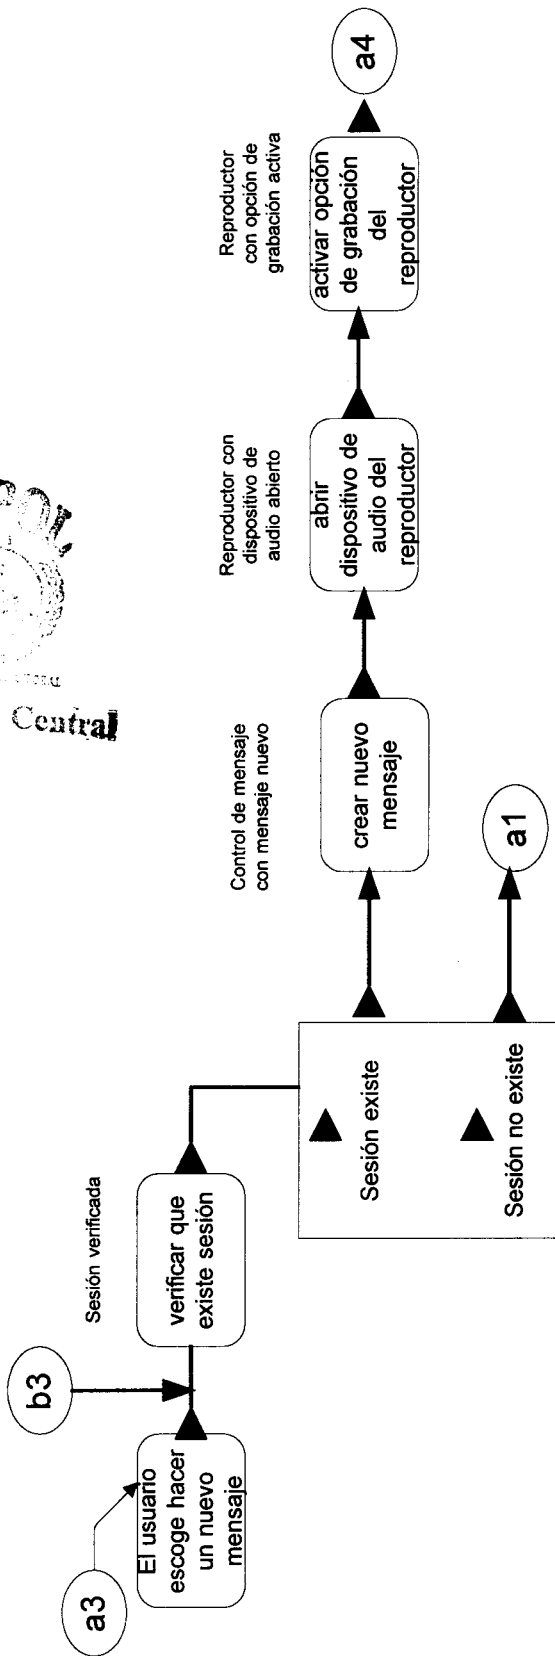 a3
El usuario
escoge hacer
un nuevo
mensaje
b3
Sesión verificada
verificar que
existe sesión
Sesión existe
Sesión no existe
Control de mensaje
con mensaje nuevo
crear nuevo
mensaje
a1
Reproductor con
dispositivo de
audio abierto
abrir
dispositivo de
audio del
reproductor
Reproductor
con opción de
grabación activa
activar opción
de grabación
del
reproductor
a4
Central